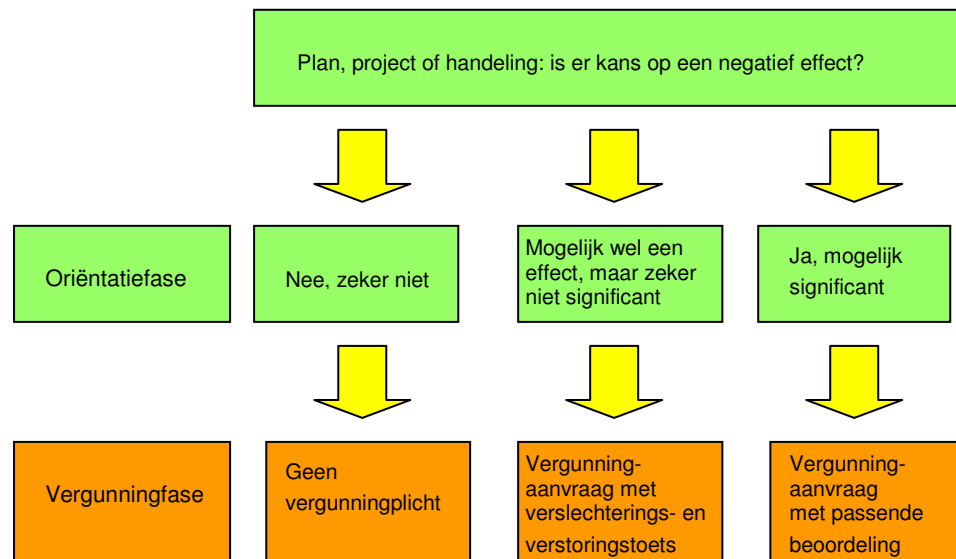 Plan, project of handeling: is er kans op een negatief effect?
Oriëntatiefase
Nee, zeker niet
Mogelijk wel een
effect, maar zeker
niet significant
Ja, mogelijk
significant
Vergunningfase
Geen
vergunningplicht
Vergunning-
aanvraag met
verslechterings- en
verstoringstoets
Vergunning-
aanvraag
met passende
beoordeling